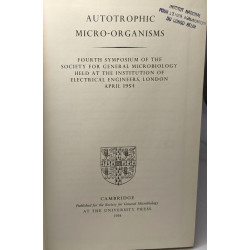 AUTOTROPHIC
MICRO-ORGANISMS
FOURTH SYMPOSIUM OF THE
SOCIETY FOR GENERAL MICROBIOLOGY
HELD AT THE INSTITUTION OF
ELECTRICAL ENGINEERS, LONDON
APRIL 1954
CAMBRIDGE
Published for the Society for General Microbiology
AT THE UNIVERSITY PRESS
1954